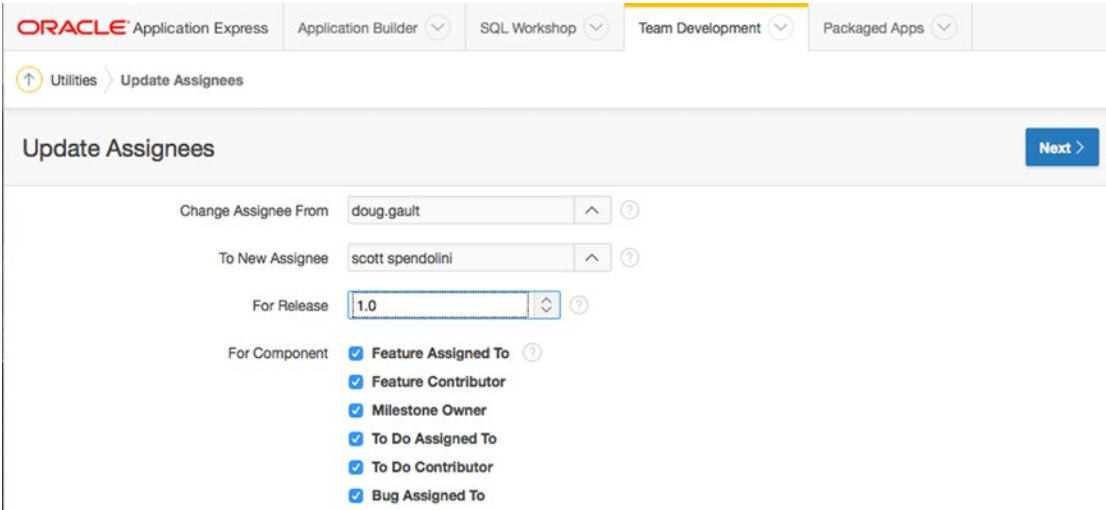 ORACLE Application Express Application Builder SQL Workshop Team Development Packaged Apps
Utilities Update Assignees
Update Assignees Next >
Change Assignee From doug.gault ?
To New Assignee scott spendolini ?
For Release 1.0 ?
For Component Feature Assigned To ?
Feature Contributor
Milestone Owner
To Do Assigned To
To Do Contributor
Bug Assigned To